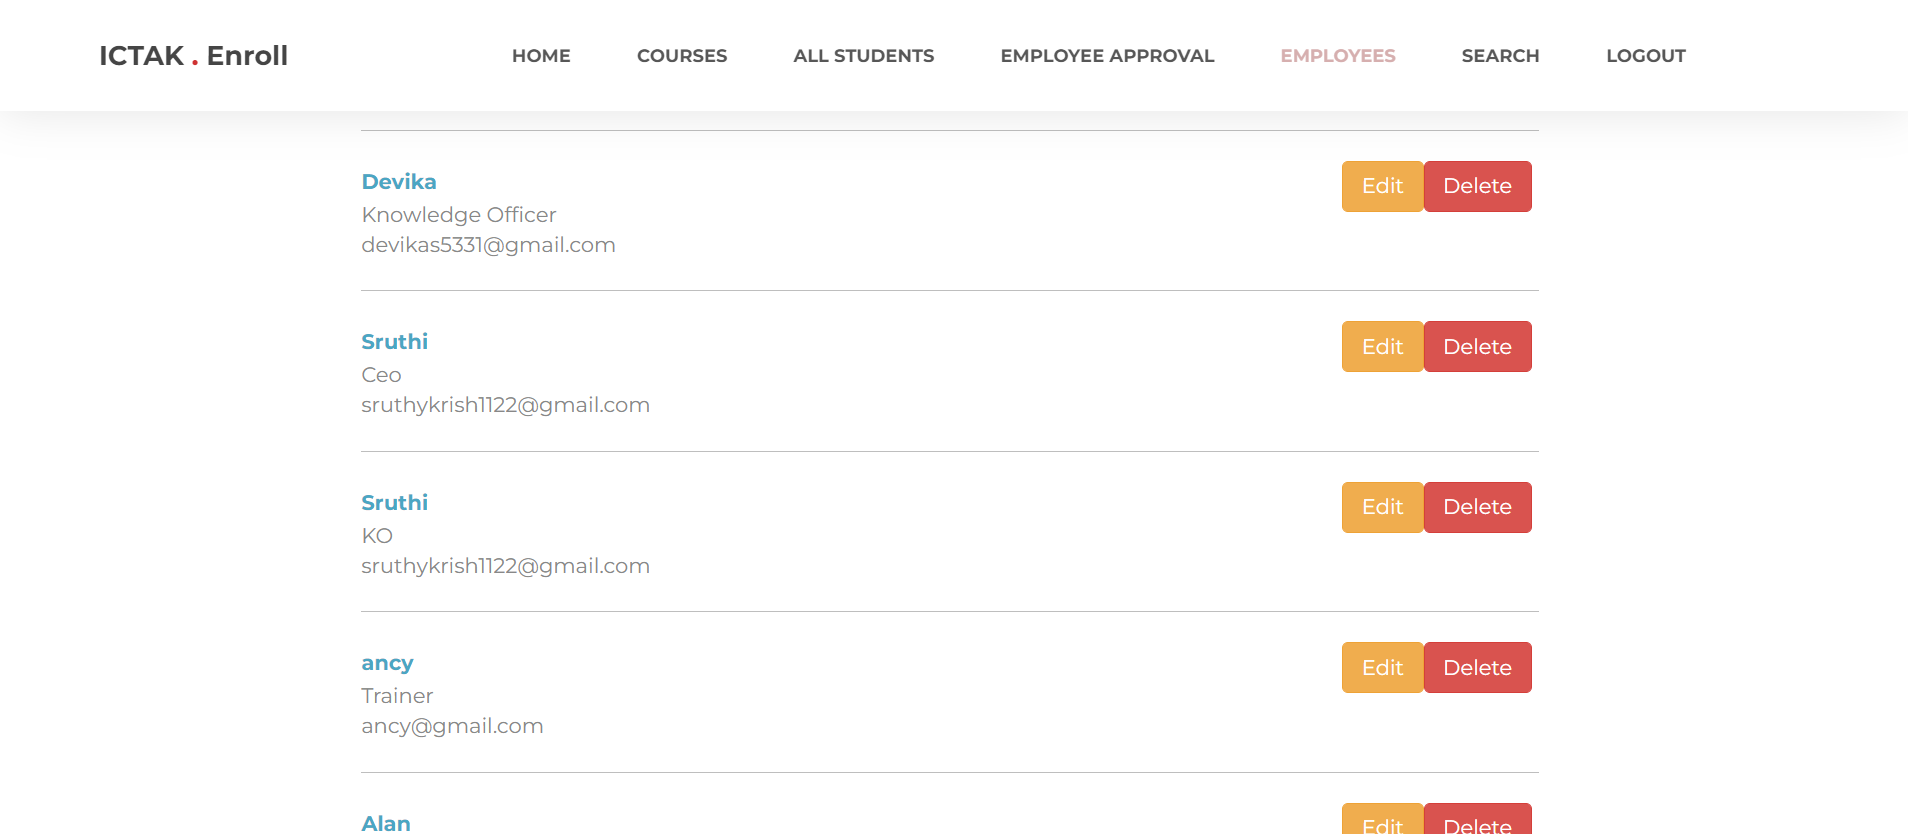 ICTAK . Enroll HOME COURSES ALL STUDENTS EMPLOYEE APPROVAL EMPLOYEES SEARCH LOGOUT
Devika Edit Delete
Knowledge Officer
devikas5331@gmail.com
Sruthi Edit Delete
Ceo
sruthykrish1122@gmail.com
Sruthi Edit Delete
KO
sruthykrish1122@gmail.com
ancy Edit Delete
Trainer
ancy@gmail.com
Alan Edit Delete